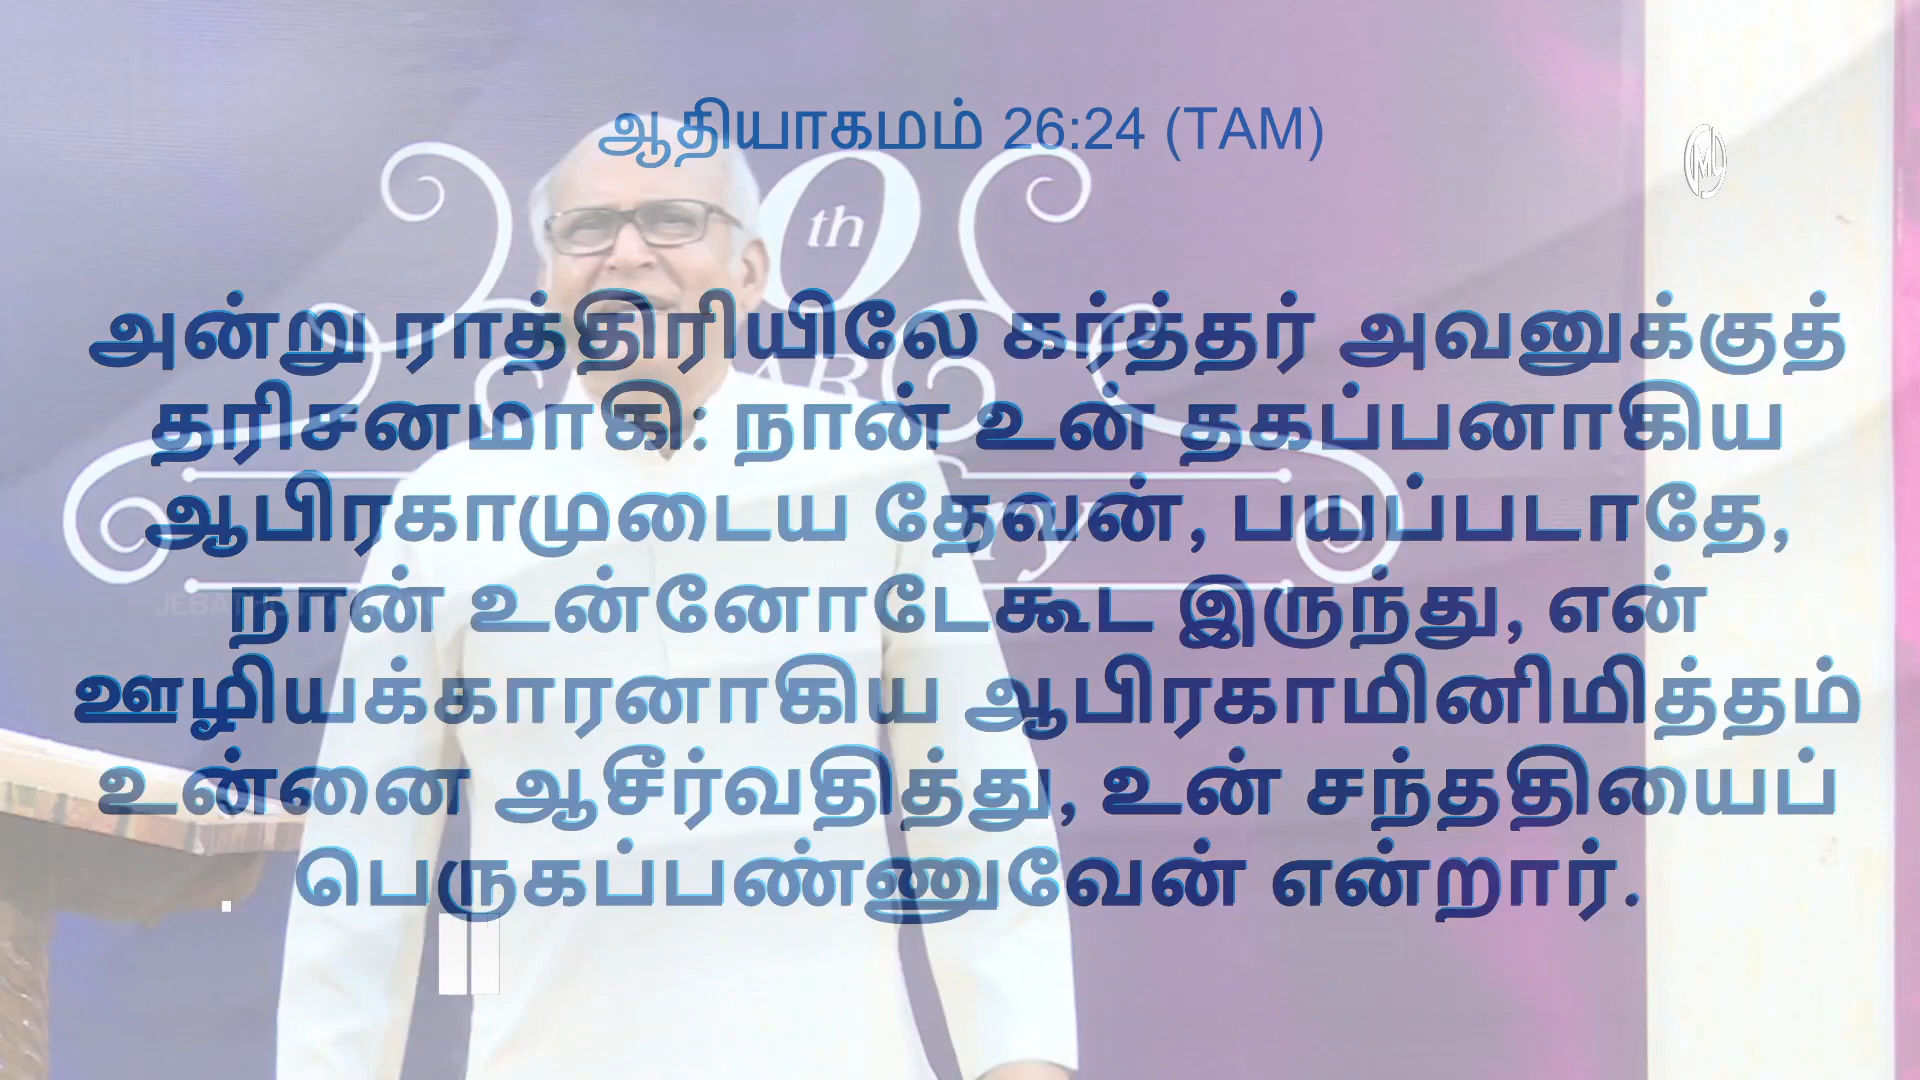 ஆதியாகமம் 26:24 (TAM)
0th
அன்று ராத்திரியிலே கர்த்தர் அவனுக்குத்
தரிசனமாகி: நான் உன் தகப்பனாகிய
ஆபிரகாமுடைய தேவன், பயப்படாதே,
நான் உன்னோடேகூட இருந்து, என்
ஊழியக்காரனாகிய ஆபிரகாமினிமித்தம்
உன்னை ஆசீர்வதித்து, உன் சந்ததியைப்
பெருகப்பண்ணுவேன் என்றார்.